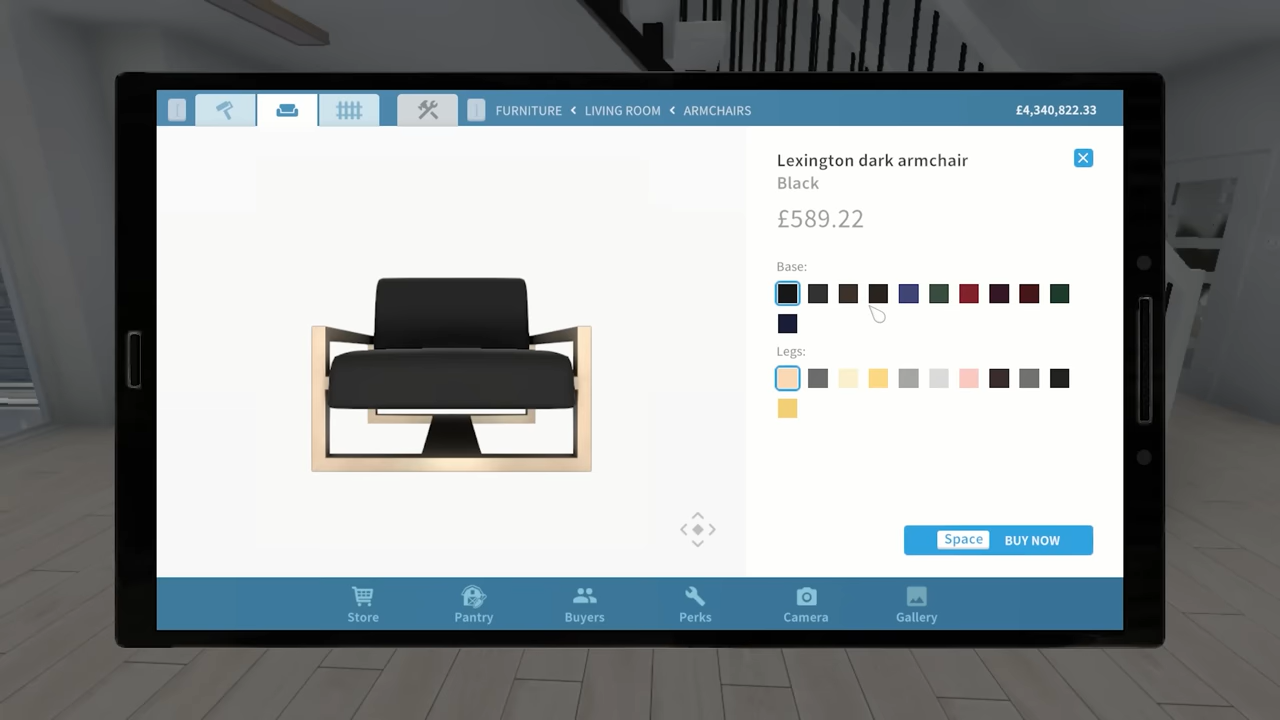 FURNITURE < LIVING ROOM < ARMCHAIRS
£4,340,822.33
Lexington dark armchair
Black
£589.22
Base:
Legs:
Space BUY NOW
Store Pantry Buyers Perks Camera Gallery